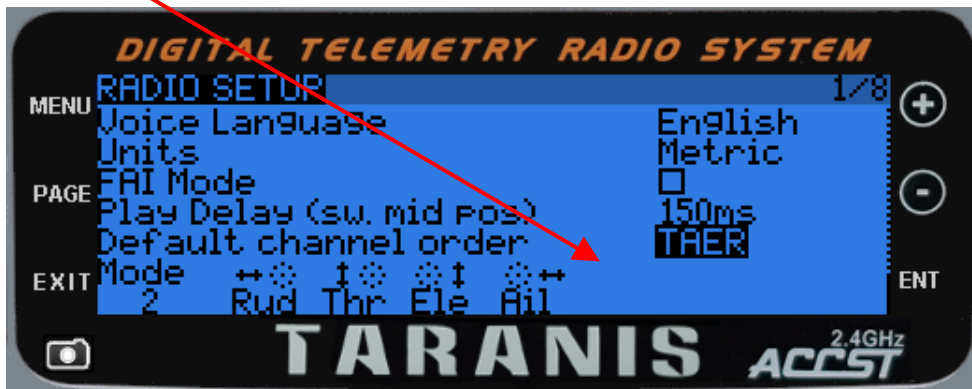 DIGITAL TELEMETRY RADIO SYSTEM
MENU
RADIO SETUP 1/8
Voice Language English
Units Metric
PAGE
FAI Mode
Play Delay (sw. mid pos) 150ms
Default channel order TAER
EXIT
Mode
ENT
2 Rud Thr Ele Ail
TARANIS
2.4GHz
ACCST